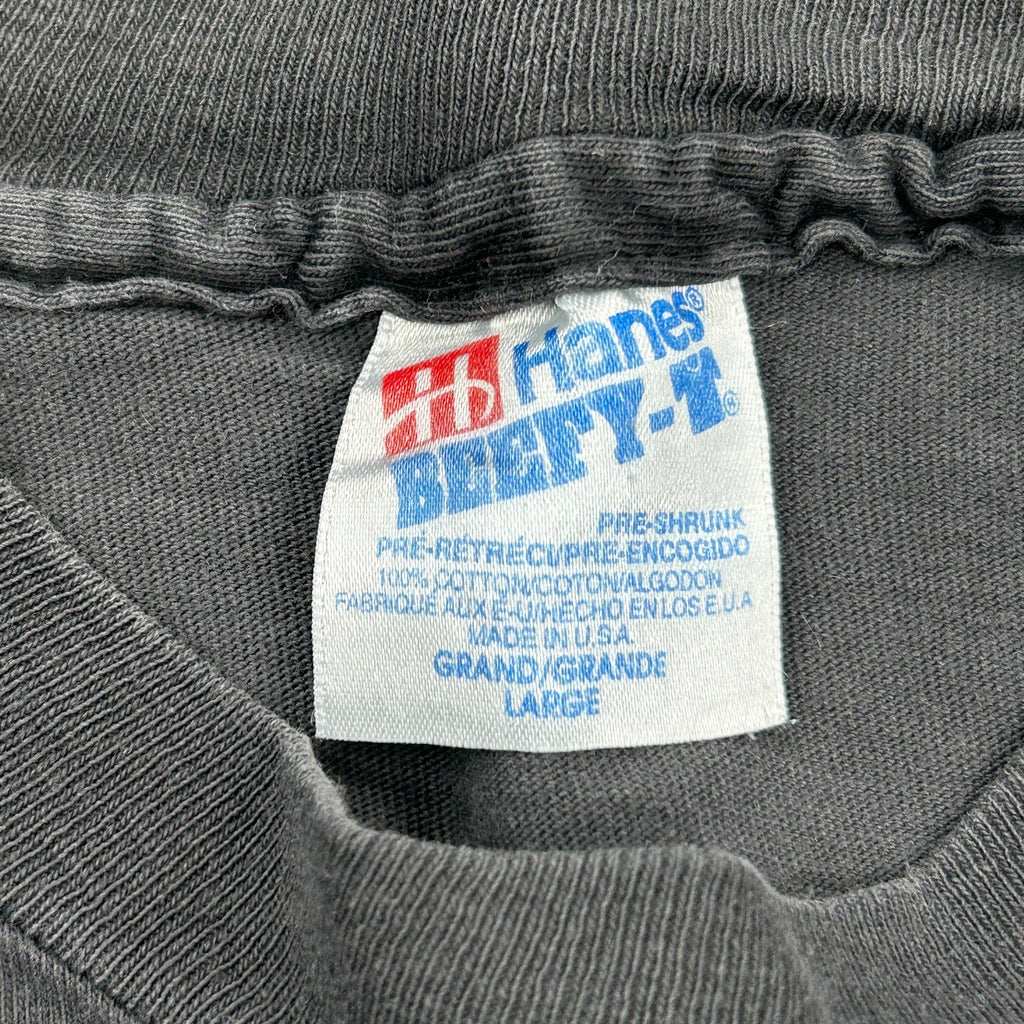 H Hanes®
BEEFY-T®
PRE-SHRUNK
PRÉ-RÉTRÉCI/PRE-ENCOGIDO
100% COTTON/COTON/ALGODON
FABRIQUÉ AUX É-U/HECHO EN LOS E.U.A
MADE IN U.S.A.
GRAND/GRANDE
LARGE